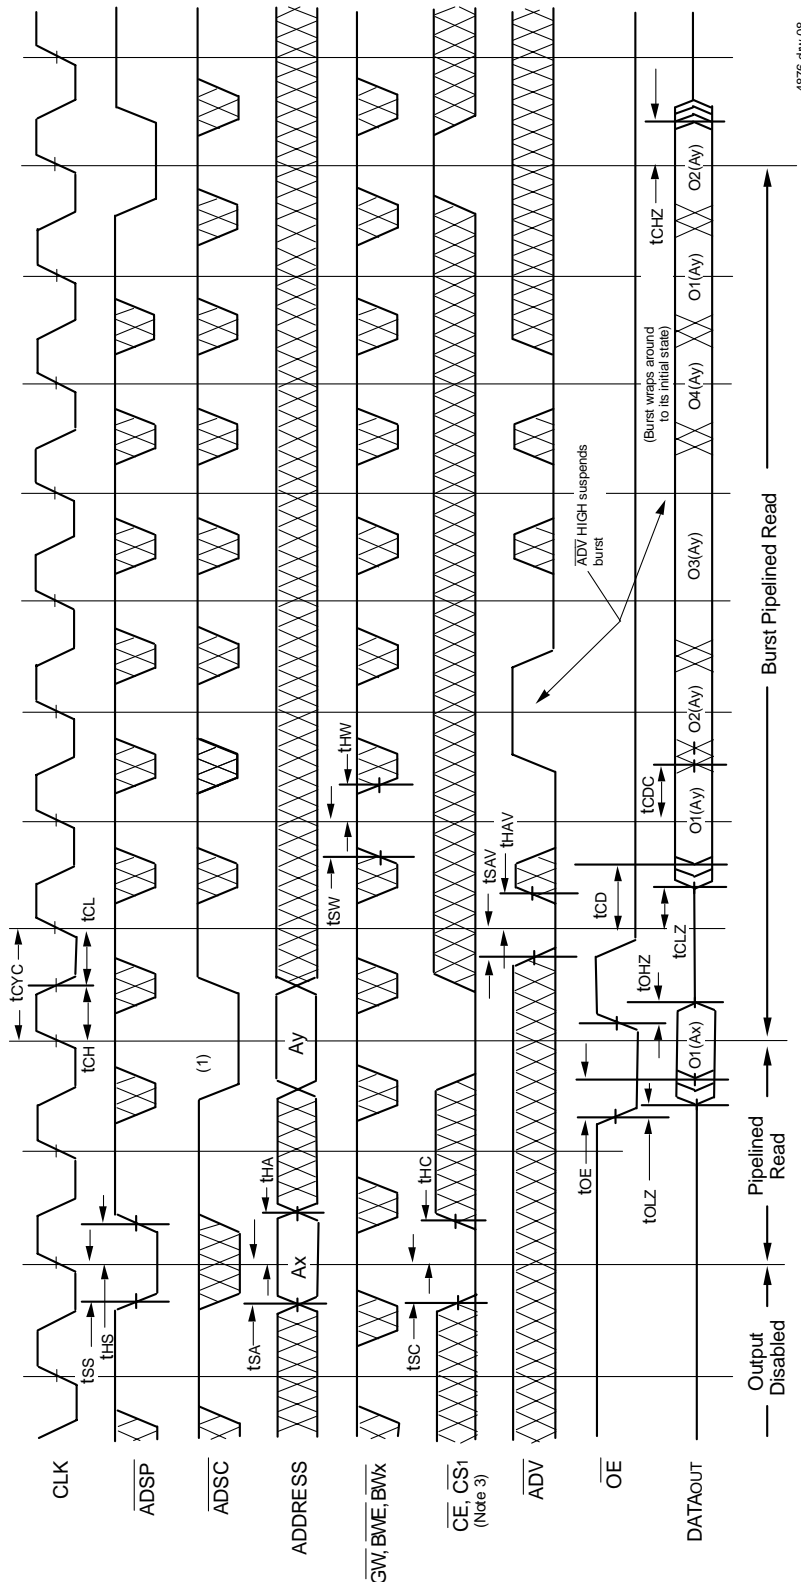 CLK
tCYC
tCH
tCL
tSS
tHS
ADSP
ADSC
(1)
tSA
tHA
ADDRESS
Ax
Ay
tSW
tHW
GW, BWE, BWx
tSC
tHC
CE, CS1
(Note 3)
tSAV
tHAV
ADV
ADV HIGH suspends
burst
OE
tOE
tOHZ
tCD
tOLZ
tCLZ
tCDC
(Burst wraps around
to its initial state)
tCHZ
DATAOUT
O1(Ax)
O1(Ay)
O2(Ay)
O3(Ay)
O4(Ay)
O1(Ay)
O2(Ay)
Output
Disabled
Pipelined
Read
Burst Pipelined Read